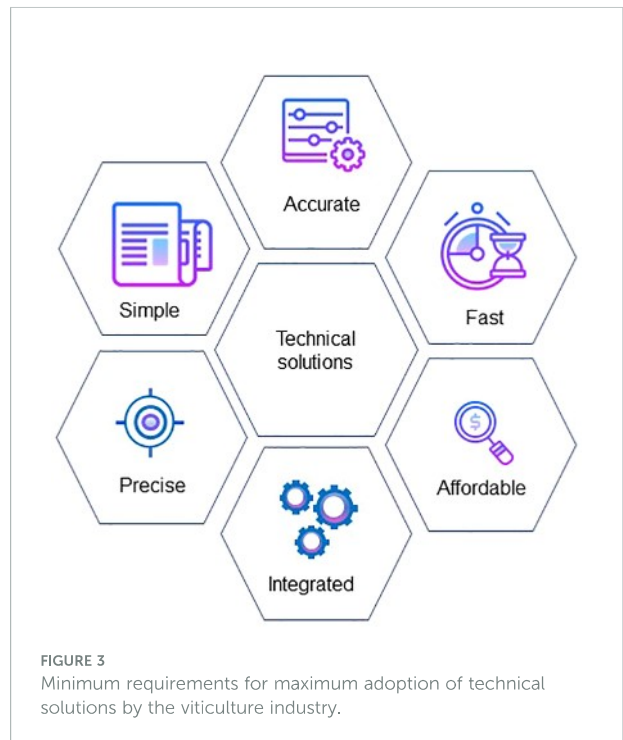 Accurate
Simple
Fast
Technical
solutions
Precise
Affordable
$
Integrated
FIGURE 3
Minimum requirements for maximum adoption of technical
solutions by the viticulture industry.